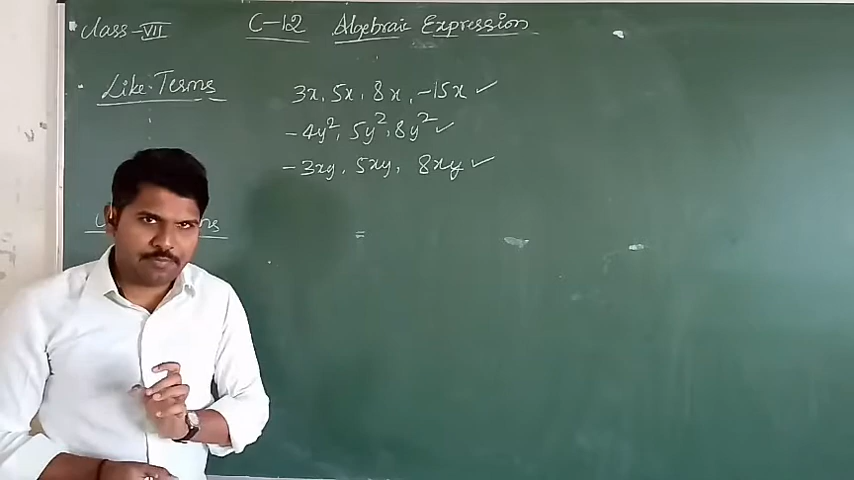 Class-VII C-12 Algebraic Expression
Like Terms 3x, 5x, 8x, -15x ✓
-4y², 5y², 8y² ✓
-3xy, 5xy, 8xy ✓